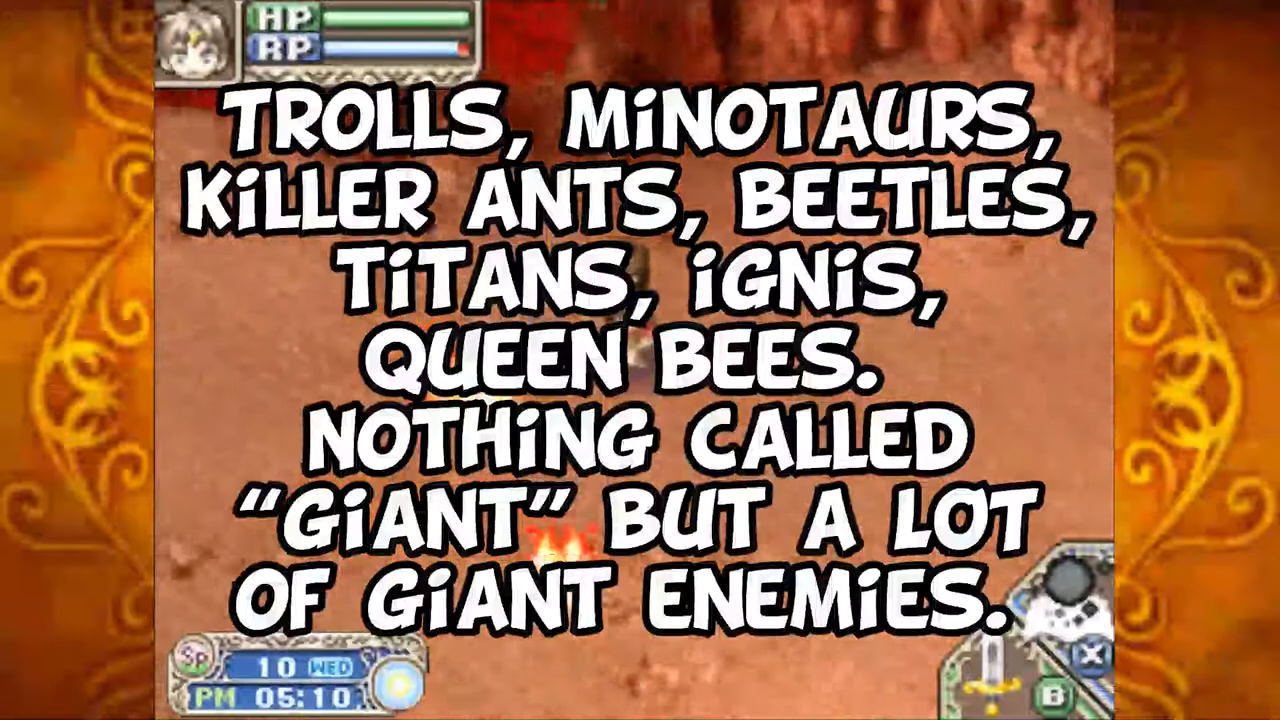 HP
RP
TROLLS, MiNOTAURS,
KiLLER ANTS, BEETLES,
TiTANS, iGNiS,
QUEEN BEES.
NOTHiNG CALLED
“GiANT” BUT A LOT
OF GiANT ENEMiES.
Sp 10 WED
PM 05:10
X
B